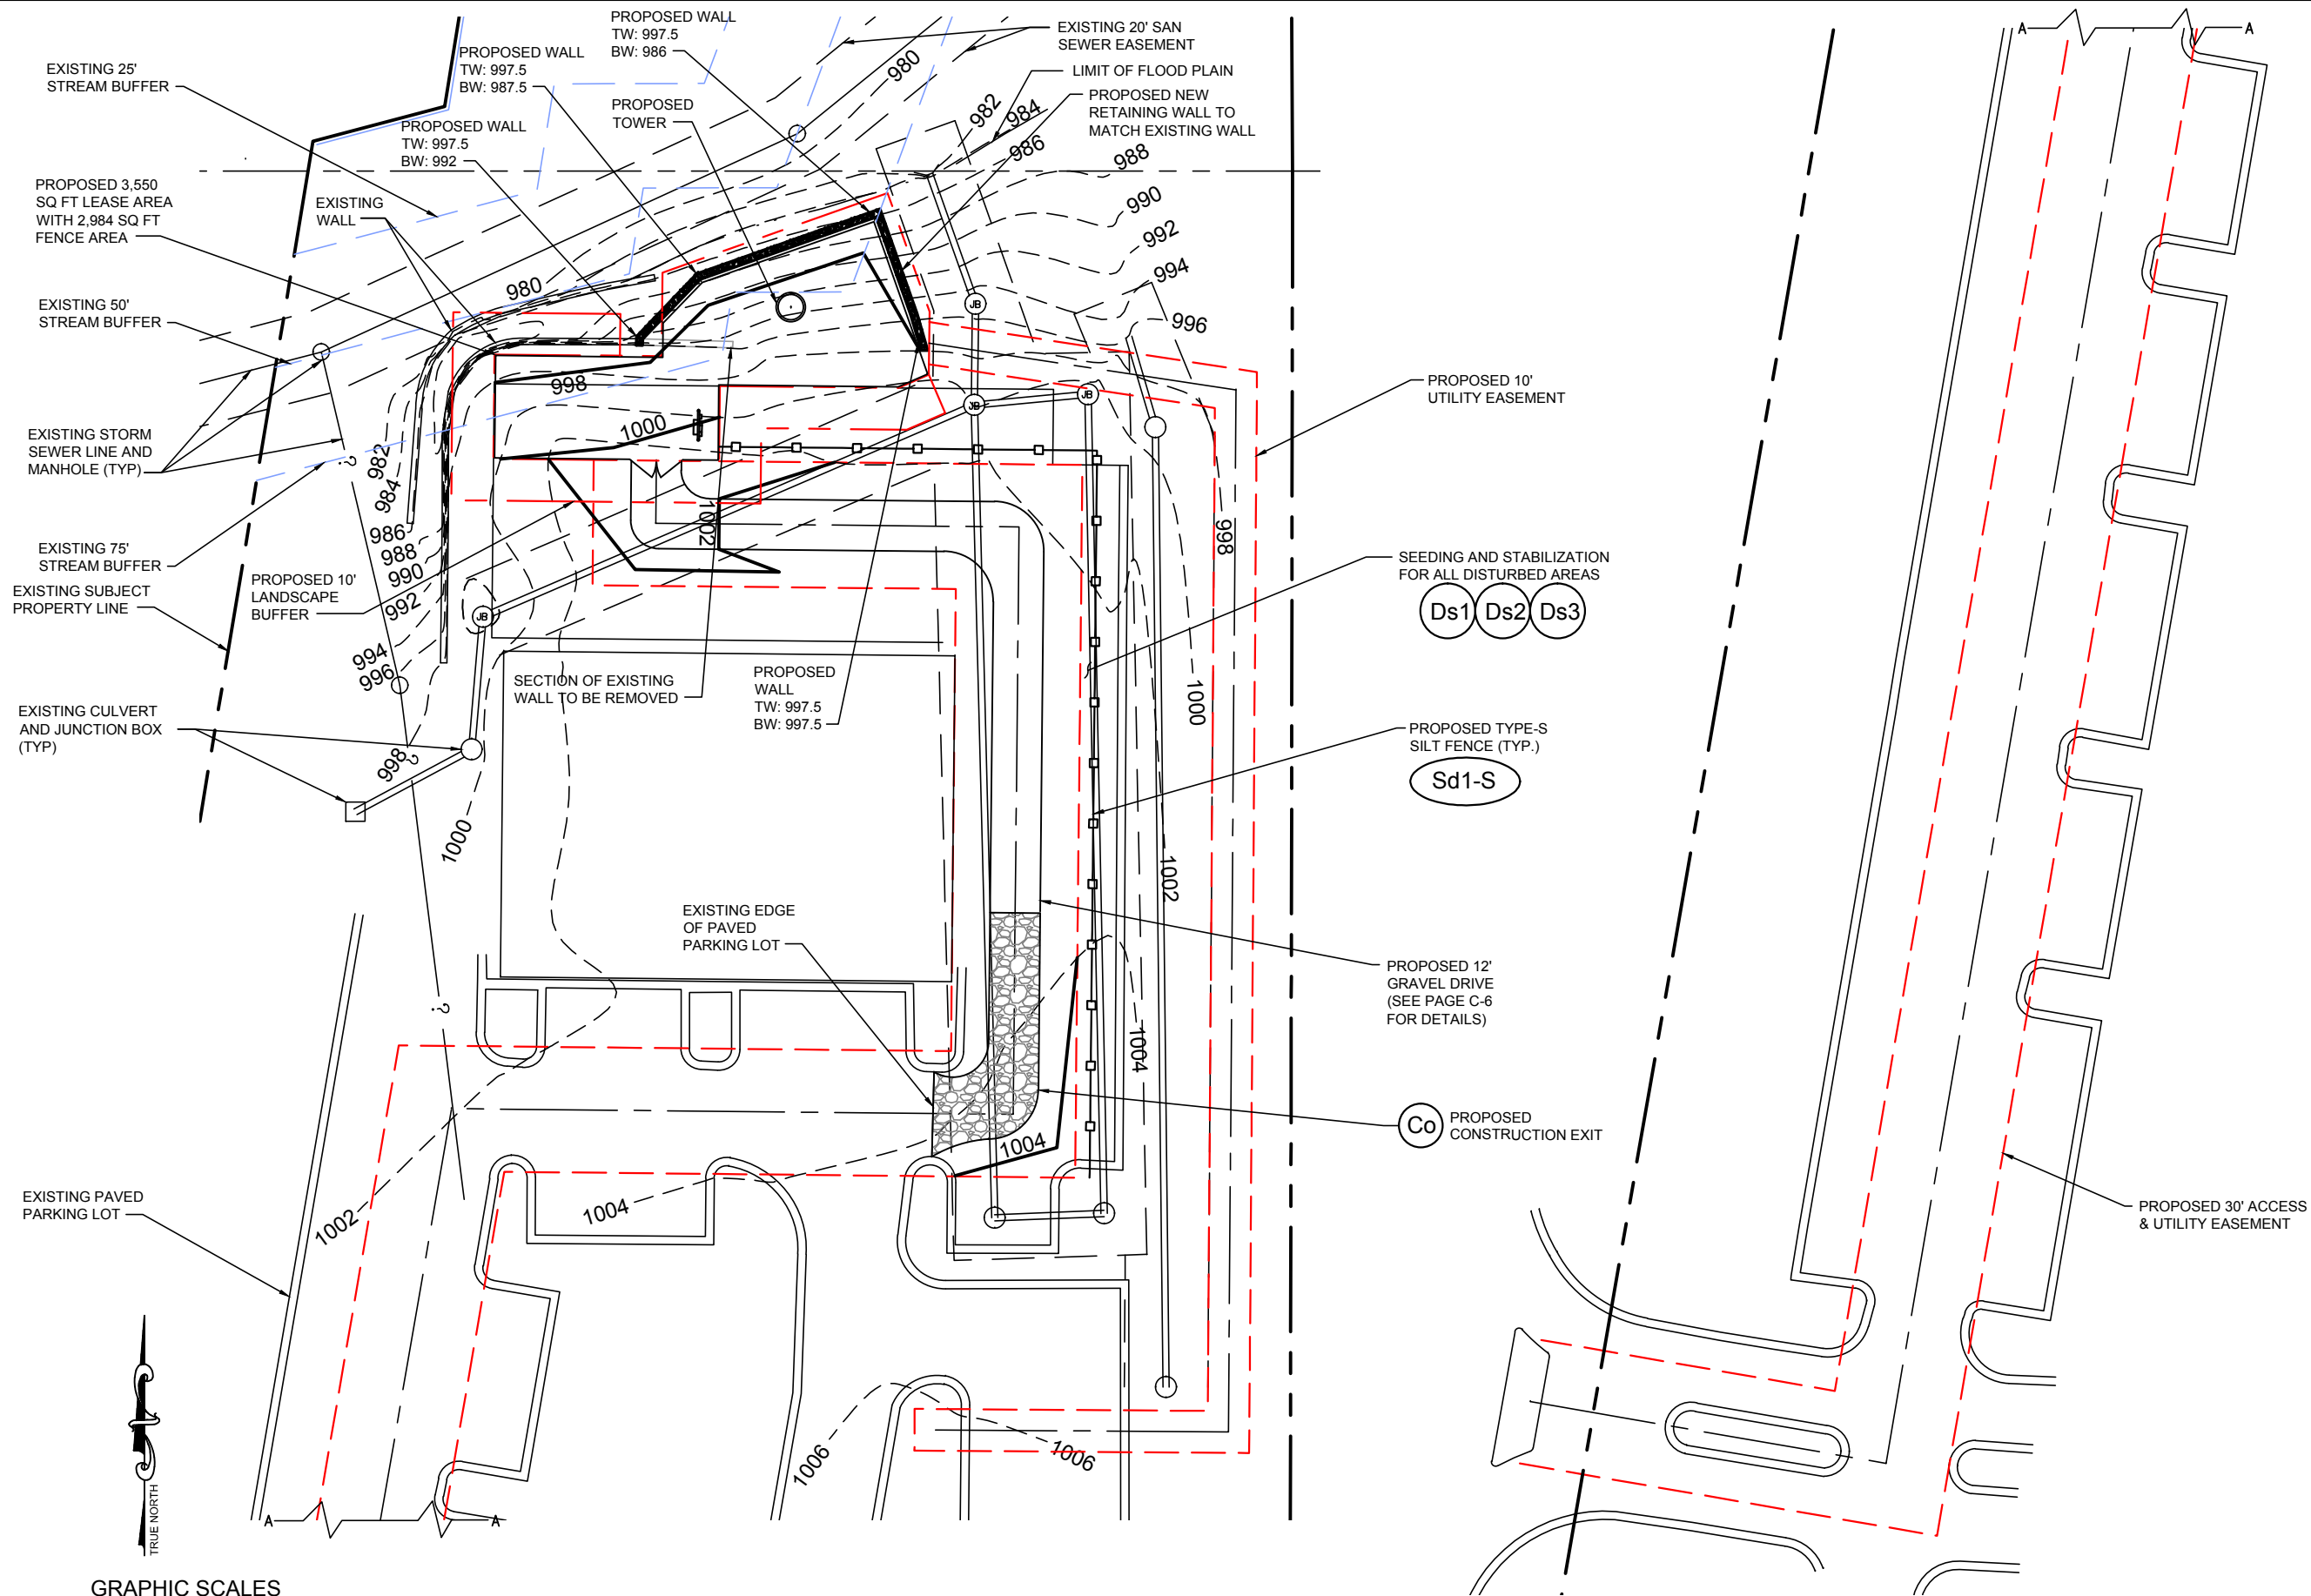 PROPOSED WALL
TW: 997.5
BW: 986
EXISTING 20' SAN
SEWER EASEMENT
PROPOSED WALL
TW: 997.5
BW: 987.5
EXISTING 25'
STREAM BUFFER
LIMIT OF FLOOD PLAIN
PROPOSED NEW
RETAINING WALL TO
MATCH EXISTING WALL
PROPOSED
TOWER
PROPOSED WALL
TW: 997.5
BW: 992
PROPOSED 3,550
SQ FT LEASE AREA
WITH 2,984 SQ FT
FENCE AREA
EXISTING
WALL
EXISTING 50'
STREAM BUFFER
EXISTING STORM
SEWER LINE AND
MANHOLE (TYP)
EXISTING 75'
STREAM BUFFER
EXISTING SUBJECT
PROPERTY LINE
PROPOSED 10'
LANDSCAPE
BUFFER
EXISTING CULVERT
AND JUNCTION BOX
(TYP)
SECTION OF EXISTING
WALL TO BE REMOVED
PROPOSED
WALL
TW: 997.5
BW: 997.5
PROPOSED 10'
UTILITY EASEMENT
SEEDING AND STABILIZATION
FOR ALL DISTURBED AREAS
Ds1 Ds2 Ds3
PROPOSED TYPE-S
SILT FENCE (TYP.)
Sd1-S
EXISTING EDGE
OF PAVED
PARKING LOT
PROPOSED 12'
GRAVEL DRIVE
(SEE PAGE C-6
FOR DETAILS)
Co
PROPOSED
CONSTRUCTION EXIT
EXISTING PAVED
PARKING LOT
PROPOSED 30' ACCESS
& UTILITY EASEMENT
980
982
984
986
988
990
992
994
996
980
998
1000
1002
982
984
986
988
990
992
994
996
998
1000
998
1000
1002
1004
1004
1004
1002
1006
1006
JB
JB
JB
JB
?
?
?
A
A
A
A
TRUE NORTH
GRAPHIC SCALES